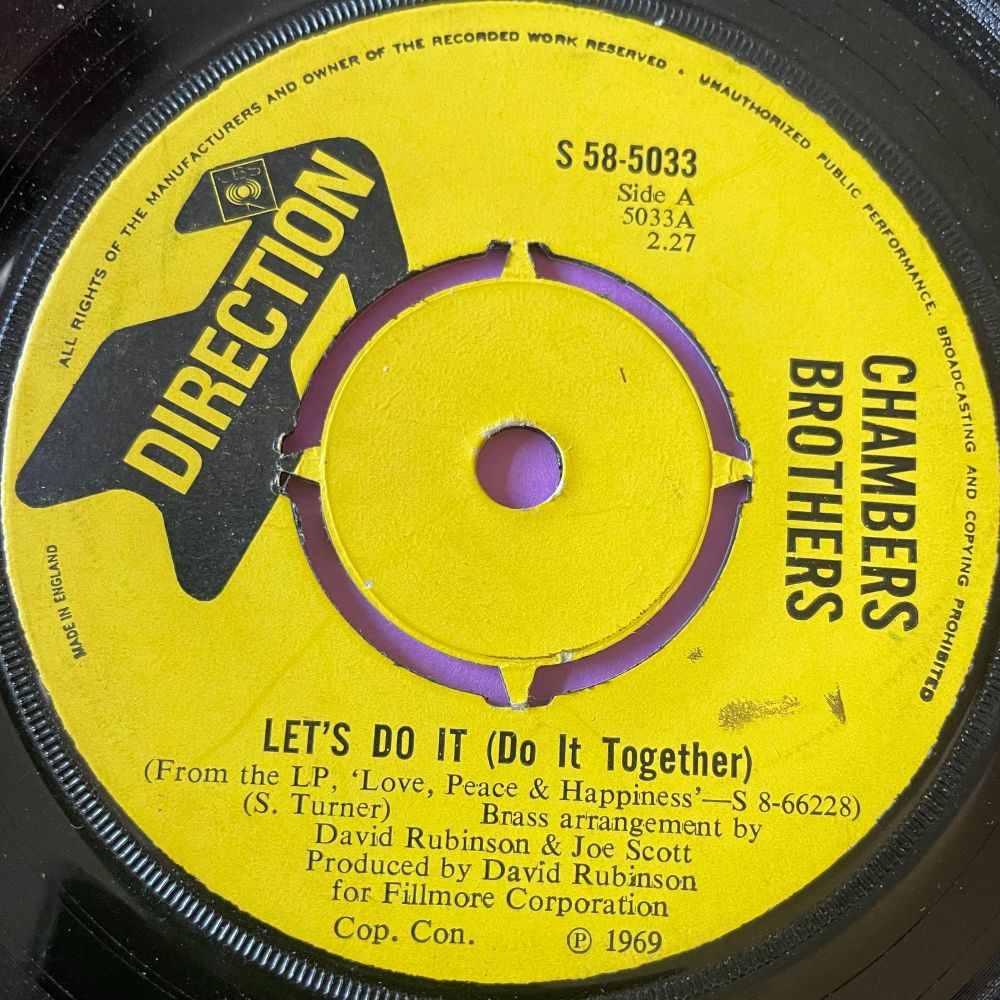 ALL RIGHTS OF THE MANUFACTURERS AND OWNER OF THE RECORDED WORK RESERVED • UNAUTHORIZED PUBLIC PERFORMANCE, BROADCASTING AND COPYING PROHIBITED
CBS
DIRECTION
S 58-5033
Side A
5033A
2.27
CHAMBERS
BROTHERS
MADE IN ENGLAND
LET'S DO IT (Do It Together)
(From the LP, ‘Love, Peace & Happiness’—S 8-66228)
(S. Turner) Brass arrangement by
David Rubinson & Joe Scott
Produced by David Rubinson
for Fillmore Corporation
Cop. Con. ℗ 1969